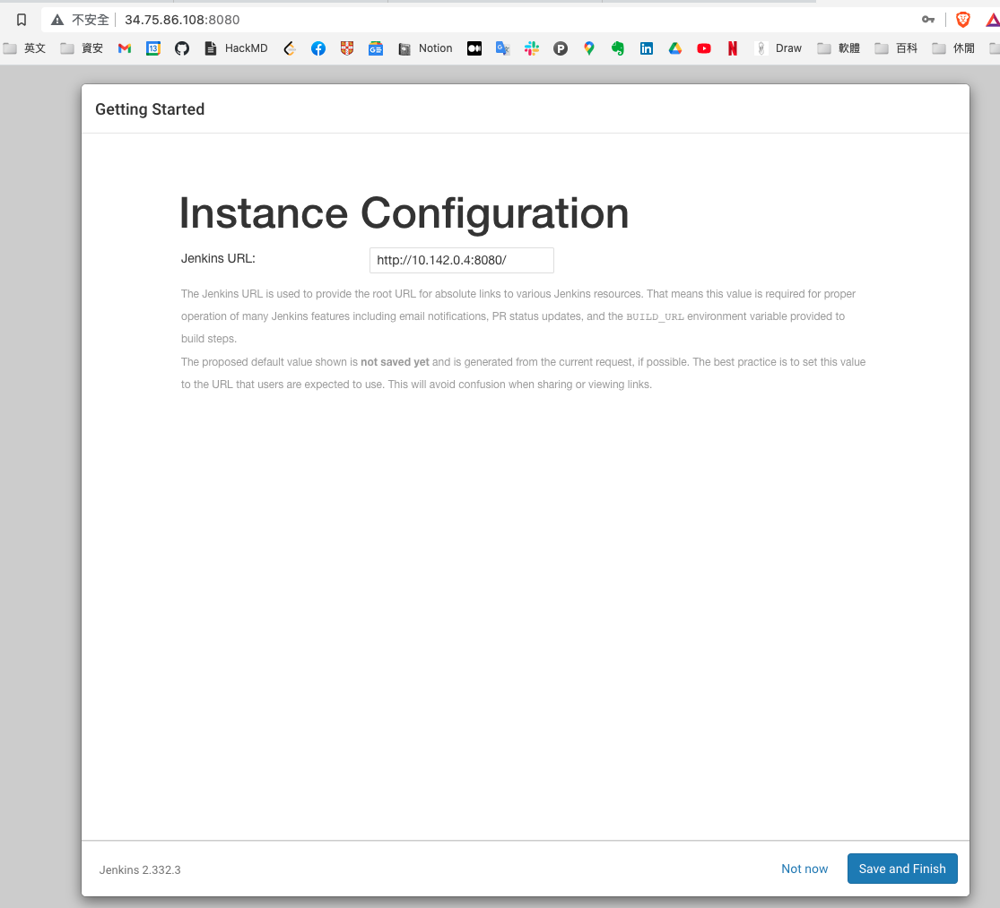 不安全 34.75.86.108:8080
英文 資安 HackMD Notion Draw 軟體 百科 休閒
Getting Started
Instance Configuration
Jenkins URL: http://10.142.0.4:8080/
The Jenkins URL is used to provide the root URL for absolute links to various Jenkins resources. That means this value is required for proper
operation of many Jenkins features including email notifications, PR status updates, and the BUILD_URL environment variable provided to
build steps.
The proposed default value shown is not saved yet and is generated from the current request, if possible. The best practice is to set this value
to the URL that users are expected to use. This will avoid confusion when sharing or viewing links.
Jenkins 2.332.3 Not now Save and Finish